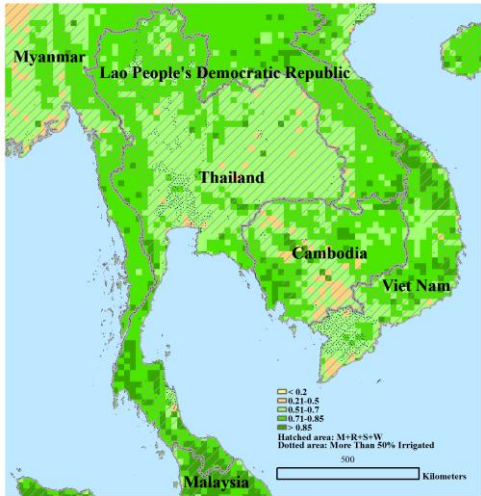 Myanmar
Lao People's Democratic Republic
Thailand
Cambodia
Viet Nam
< 0.2
0.21-0.5
0.51-0.7
0.71-0.85
> 0.85
Hatched area: M+R+S+W
Dotted area: More Than 50% Irrigated
500
Kilometers
Malaysia